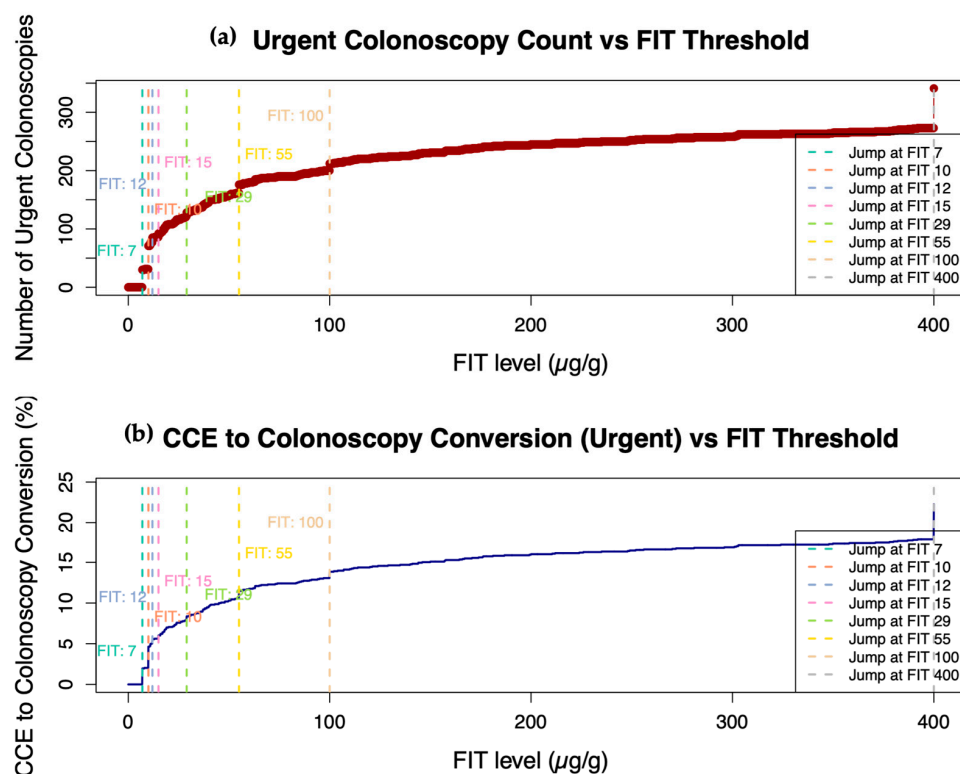 (a) Urgent Colonoscopy Count vs FIT Threshold
Number of Urgent Colonoscopies
300
200
100
0
FIT: 100
FIT: 55
FIT: 15
FIT: 12
FIT: 29
FIT: 10
FIT: 7
Jump at FIT 7
Jump at FIT 10
Jump at FIT 12
Jump at FIT 15
Jump at FIT 29
Jump at FIT 55
Jump at FIT 100
Jump at FIT 400
0 100 200 300 400
FIT level (µg/g)
(b) CCE to Colonoscopy Conversion (Urgent) vs FIT Threshold
CCE to Colonoscopy Conversion (%)
25
20
15
10
5
0
FIT: 100
FIT: 55
FIT: 15
FIT: 12
FIT: 29
FIT: 10
FIT: 7
Jump at FIT 7
Jump at FIT 10
Jump at FIT 12
Jump at FIT 15
Jump at FIT 29
Jump at FIT 55
Jump at FIT 100
Jump at FIT 400
0 100 200 300 400
FIT level (µg/g)